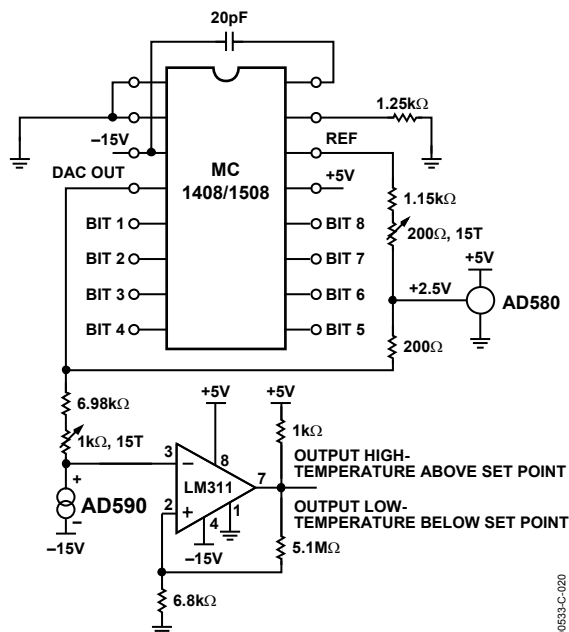 20pF
1.25kΩ
–15V
REF
MC
1408/1508
DAC OUT
+5V
1.15kΩ
BIT 1
BIT 8
200Ω, 15T
BIT 2
BIT 7
+5V
BIT 3
BIT 6
+2.5V
AD580
BIT 4
BIT 5
200Ω
6.98kΩ
+5V
+5V
1kΩ, 15T
1kΩ
3
–
8
OUTPUT HIGH-
TEMPERATURE ABOVE SET POINT
+
AD590
–
LM311
7
2
+
4
1
OUTPUT LOW-
TEMPERATURE BELOW SET POINT
–15V
–15V
5.1MΩ
6.8kΩ
00533-C-020